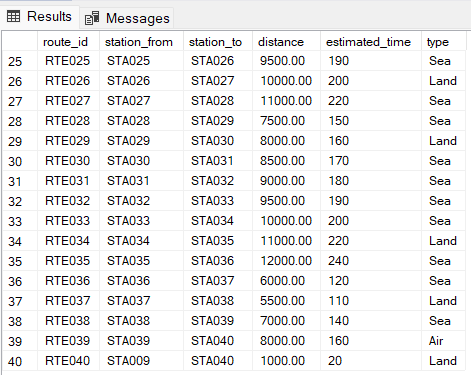 Results Messages
route_id station_from station_to distance estimated_time type
25 RTE025 STA025 STA026 9500.00 190 Sea
26 RTE026 STA026 STA027 10000.00 200 Land
27 RTE027 STA027 STA028 11000.00 220 Sea
28 RTE028 STA028 STA029 7500.00 150 Sea
29 RTE029 STA029 STA030 8000.00 160 Land
30 RTE030 STA030 STA031 8500.00 170 Sea
31 RTE031 STA031 STA032 9000.00 180 Sea
32 RTE032 STA032 STA033 9500.00 190 Sea
33 RTE033 STA033 STA034 10000.00 200 Sea
34 RTE034 STA034 STA035 11000.00 220 Land
35 RTE035 STA035 STA036 12000.00 240 Sea
36 RTE036 STA036 STA037 6000.00 120 Sea
37 RTE037 STA037 STA038 5500.00 110 Land
38 RTE038 STA038 STA039 7000.00 140 Sea
39 RTE039 STA039 STA040 8000.00 160 Air
40 RTE040 STA009 STA040 1000.00 20 Land